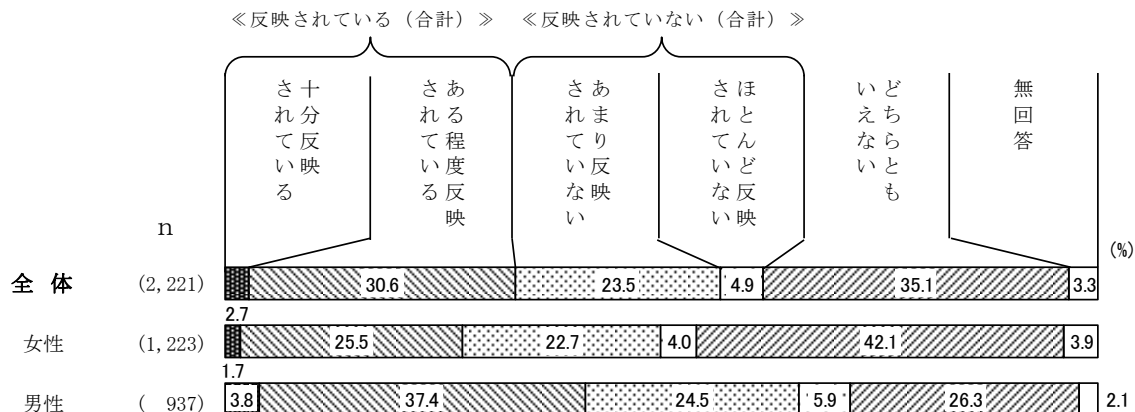 ≪反映されている（合計）≫
≪反映されていない（合計）≫
十分反映
されている
ある程度反映
されている
あまり反映
されていない
ほとんど反映
されていない
どちらとも
いえない
無回答
n
(%)
全 体
(2,221)
2.7
30.6
23.5
4.9
35.1
3.3
女性
(1,223)
1.7
25.5
22.7
4.0
42.1
3.9
男性
( 937)
3.8
37.4
24.5
5.9
26.3
2.1